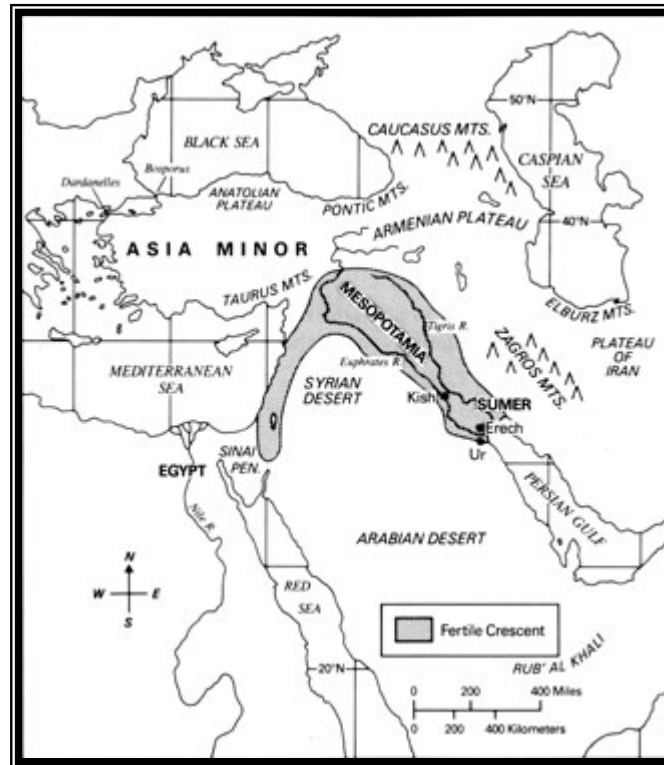 50°N
CAUCASUS MTS.
BLACK SEA
CASPIAN
SEA
Bosporus
Dardanelles
ANATOLIAN
PLATEAU
PONTIC MTS.
ARMENIAN PLATEAU
40°N
ASIA MINOR
TAURUS MTS.
ELBURZ MTS.
MESOPOTAMIA
Tigris R.
ZAGROS MTS.
PLATEAU
OF
IRAN
MEDITERRANEAN
SEA
Euphrates R.
SYRIAN
DESERT
Kish
SUMER
Erech
Ur
SINAI
PEN.
EGYPT
Nile R.
PERSIAN GULF
ARABIAN DESERT
N
W E
S
RED
SEA
Fertile Crescent
RUB' AL KHALI
20°N
0 200 400 Miles
0 200 400 Kilometers